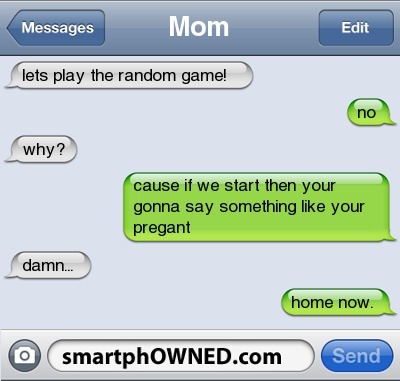 Messages
Mom
Edit
lets play the random game!
no
why?
cause if we start then your
gonna say something like your
pregant
damn...
home now.
smartphOWNED.com
Send